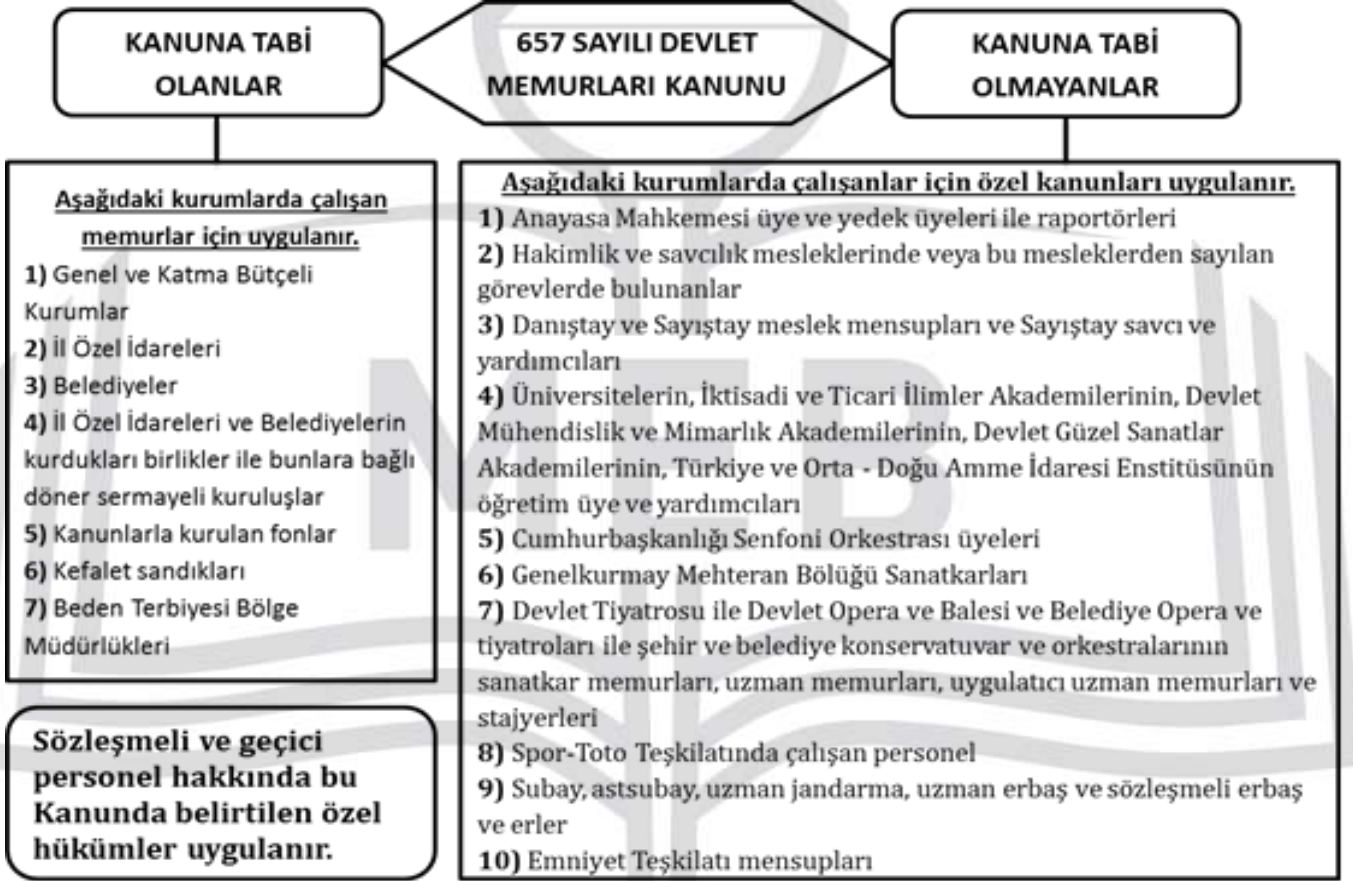 KANUNA TABİ
OLANLAR
657 SAYILI DEVLET
MEMURLARI KANUNU
KANUNA TABİ
OLMAYANLAR
Aşağıdaki kurumlarda çalışan
memurlar için uygulanır.
1) Genel ve Katma Bütçeli
Kurumlar
2) İl Özel İdareleri
3) Belediyeler
4) İl Özel İdareleri ve Belediyelerin
kurdukları birlikler ile bunlara bağlı
döner sermayeli kuruluşlar
5) Kanunlarla kurulan fonlar
6) Kefalet sandıkları
7) Beden Terbiyesi Bölge
Müdürlükleri
Sözleşmeli ve geçici
personel hakkında bu
Kanunda belirtilen özel
hükümler uygulanır.
Aşağıdaki kurumlarda çalışanlar için özel kanunları uygulanır.
1) Anayasa Mahkemesi üye ve yedek üyeleri ile raportörleri
2) Hakimlik ve savcılık mesleklerinde veya bu mesleklerden sayılan
görevlerde bulunanlar
3) Danıştay ve Sayıştay meslek mensupları ve Sayıştay savcı ve
yardımcıları
4) Üniversitelerin, İktisadi ve Ticari İlimler Akademilerinin, Devlet
Mühendislik ve Mimarlık Akademilerinin, Devlet Güzel Sanatlar
Akademilerinin, Türkiye ve Orta - Doğu Amme İdaresi Enstitüsünün
öğretim üye ve yardımcıları
5) Cumhurbaşkanlığı Senfoni Orkestrası üyeleri
6) Genelkurmay Mehteran Bölüğü Sanatkarları
7) Devlet Tiyatrosu ile Devlet Opera ve Balesi ve Belediye Opera ve
tiyatroları ile şehir ve belediye konservatuvar ve orkestralarının
sanatkar memurları, uzman memurları, uygulatıcı uzman memurları ve
stajyerleri
8) Spor-Toto Teşkilatında çalışan personel
9) Subay, astsubay, uzman jandarma, uzman erbaş ve sözleşmeli erbaş
ve erler
10) Emniyet Teşkilatı mensupları
MEB